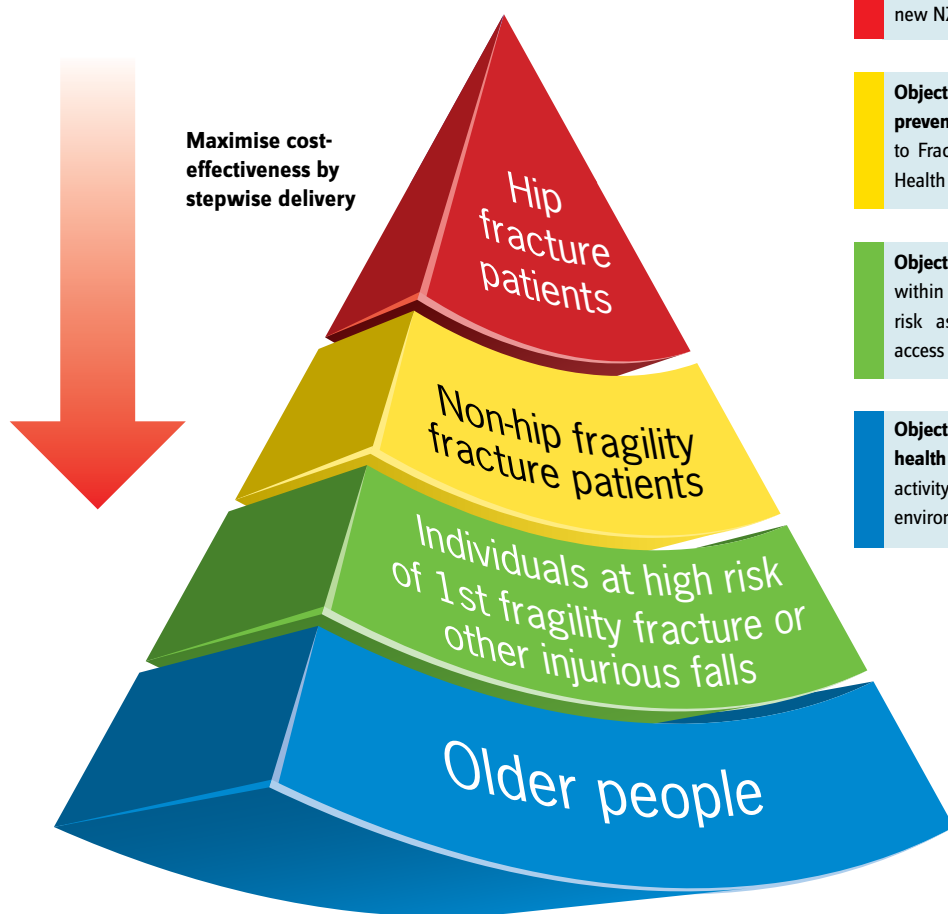 Maximise cost-
effectiveness by
stepwise delivery
Hip
fracture
patients
Non-hip fragility
fracture patients
Individuals at high risk
of 1st fragility fracture or
other injurious falls
Older people
new
Object
preven
to Frac
Health
Object
within
risk as
access
Object
health
activity
environ